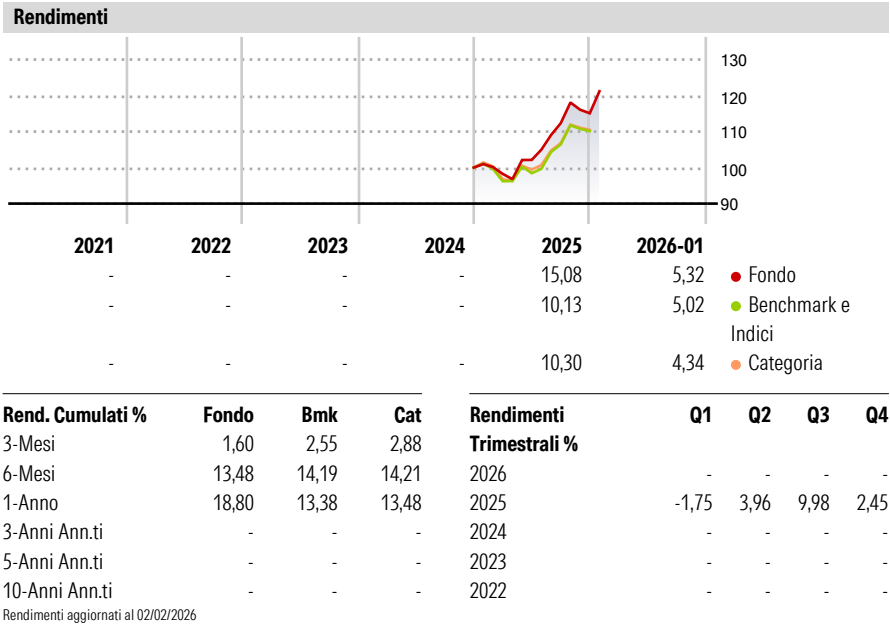 Rendimenti
130
120
110
100
90
2021 2022 2023 2024 2025 2026-01
- - - - 15,08 5,32 Fondo
- - - - 10,13 5,02 Benchmark e
Indici
- - - - 10,30 4,34 Categoria
Rend. Cumulati % Fondo Bmk Cat
3-Mesi 1,60 2,55 2,88
6-Mesi 13,48 14,19 14,21
1-Anno 18,80 13,38 13,48
3-Anni Ann.ti - - -
5-Anni Ann.ti - - -
10-Anni Ann.ti - - -
Rendimenti Q1 Q2 Q3 Q4
Trimestrali %
2026 - - - -
2025 -1,75 3,96 9,98 2,45
2024 - - - -
2023 - - - -
2022 - - - -
Rendimenti aggiornati al 02/02/2026